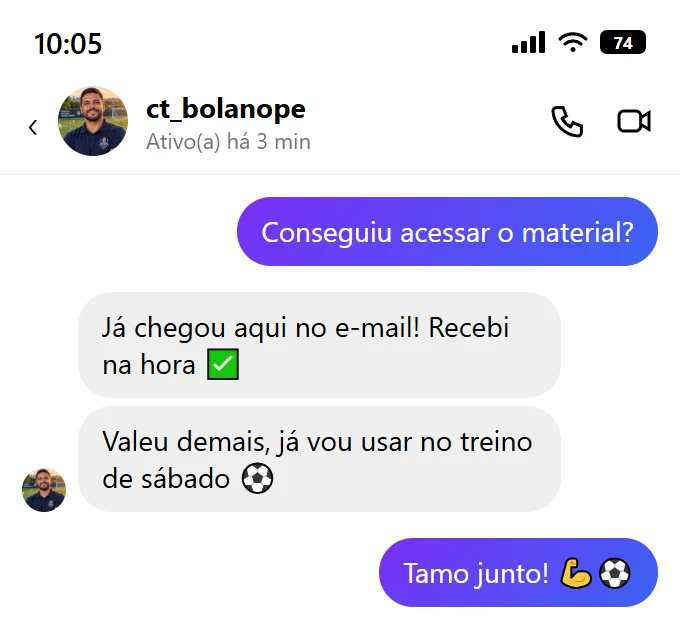 10:05
74
ct_bolanope
Ativo(a) há 3 min
Conseguiu acessar o material?
Já chegou aqui no e-mail! Recebi
na hora ✅
Valeu demais, já vou usar no treino
de sábado ⚽
Tamo junto! 💪⚽